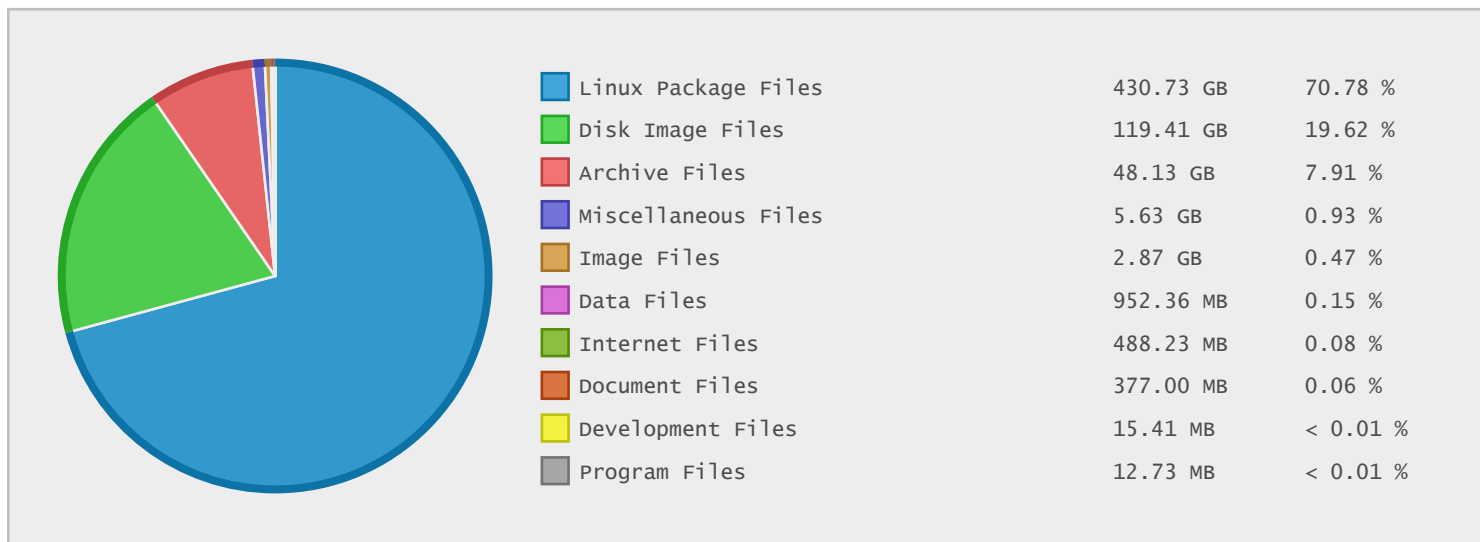 Linux Package Files 430.73 GB 70.78 %
Disk Image Files 119.41 GB 19.62 %
Archive Files 48.13 GB 7.91 %
Miscellaneous Files 5.63 GB 0.93 %
Image Files 2.87 GB 0.47 %
Data Files 952.36 MB 0.15 %
Internet Files 488.23 MB 0.08 %
Document Files 377.00 MB 0.06 %
Development Files 15.41 MB < 0.01 %
Program Files 12.73 MB < 0.01 %